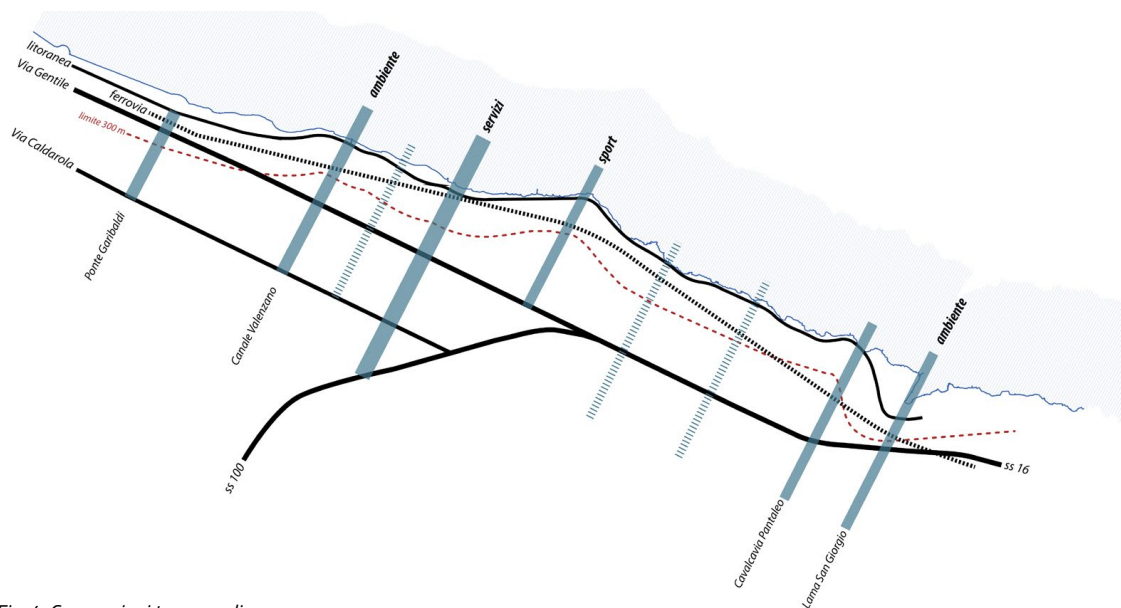 litoranea
Via Gentile
ferrovia
limite 300 m
Via Caldarola
ambiente
servizi
sport
ambiente
Ponte Garibaldi
Canale Valenzano
ss 100
ss 16
Cavalcavia Pantaleo
Lama San Giorgio